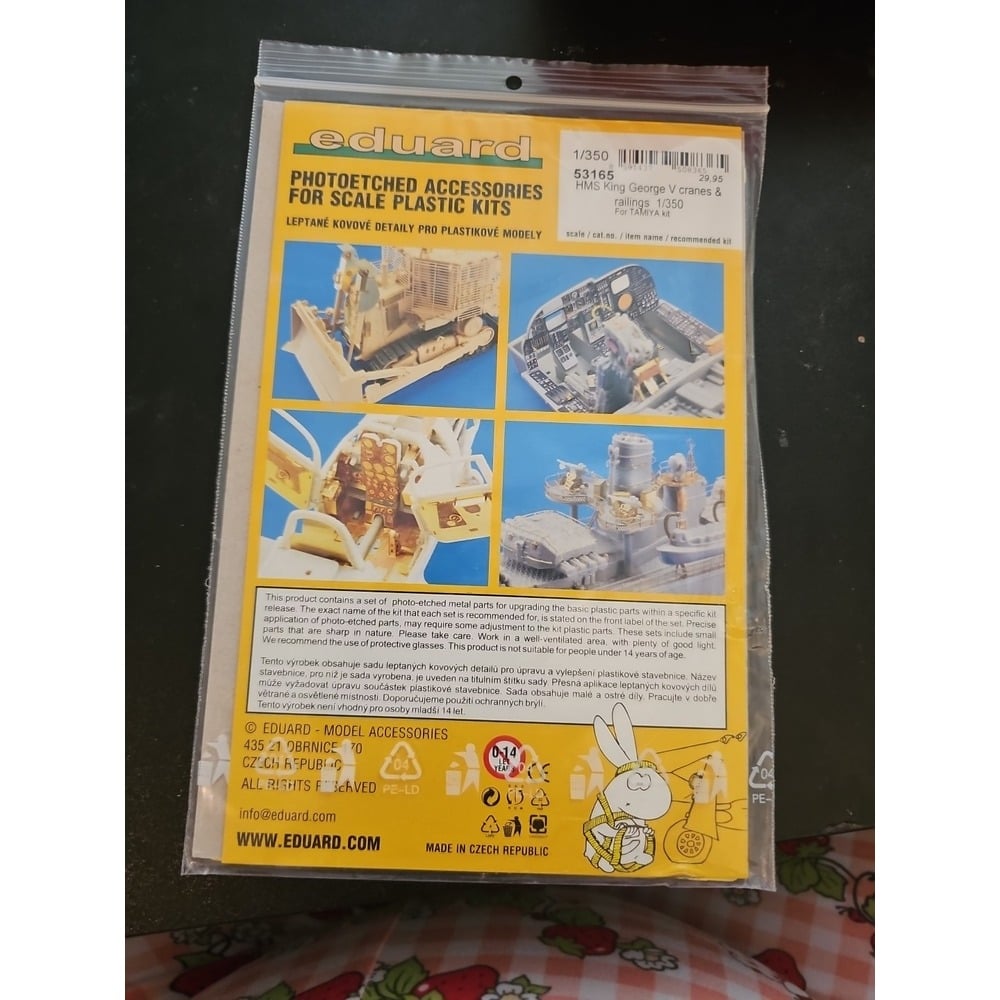 eduard
PHOTOETCHED ACCESSORIES
FOR SCALE PLASTIC KITS
LEPTANÉ KOVOVÉ DETAILY PRO PLASTIKOVÉ MODELY
1/350
53165
29.95
HMS King George V cranes &
railings 1/350
For TAMIYA kit
scale / cat.no. / item name / recommended kit
This product contains a set of photo-etched metal parts for upgrading the basic plastic parts within a specific kit
release. The exact name of the kit that each set is recommended for, is stated on the front label of the set. Precise
application of photo-etched parts, may require some adjustment to the kit plastic parts. These sets include small
parts that are sharp in nature. Please take care. Work in a well-ventilated area, with plenty of good light.
We recommend the use of protective glasses. This product is not suitable for people under 14 years of age.
Tento výrobek obsahuje sadu leptaných kovových detailů pro úpravu a vylepšení plastikové stavebnice. Název
stavebnice, pro níž je sada vyrobena, je uveden na titulním štítku sady. Přesná aplikace leptaných kovových dílů
může vyžadovat úpravu součástek plastikové stavebnice. Sada obsahuje malé a ostré díly. Pracujte v dobře
větrané a osvětlené místnosti. Doporučujeme použití ochranných brýlí.
Tento výrobek není vhodný pro osoby mladší 14 let.
© EDUARD - MODEL ACCESSORIES
435 21 OBRNICE 170
CZECH REPUBLIC
ALL RIGHTS RESERVED
info@eduard.com
WWW.EDUARD.COM
MADE IN CZECH REPUBLIC
0-14
LET
YEARS
CE
04
PE-LD
04
04
PE-